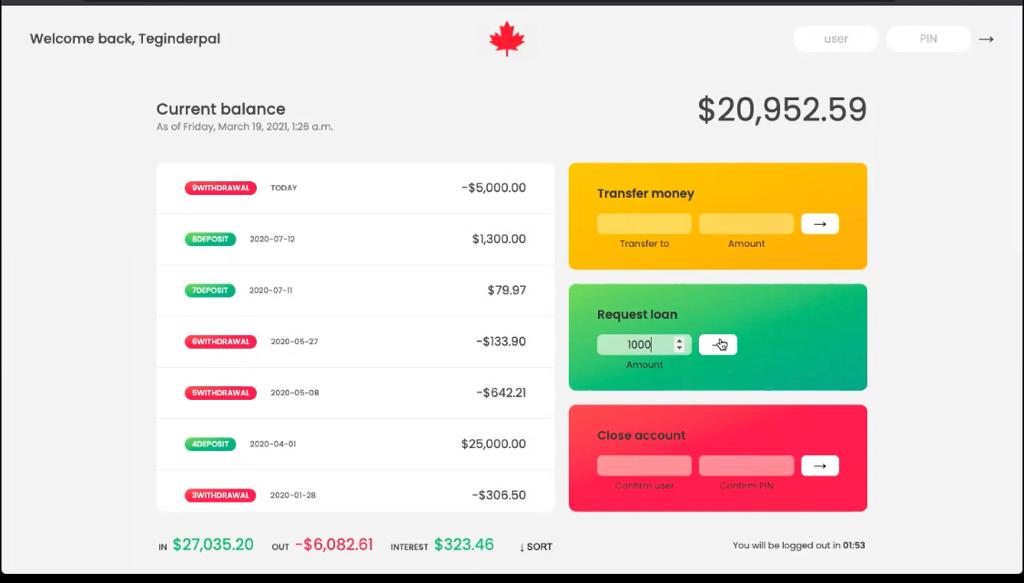 Welcome back, Teginderpal
user
PIN
→
Current balance
As of Friday, March 19, 2021, 1:26 a.m.
$20,952.59
9WITHDRAWAL TODAY -$5,000.00
8DEPOSIT 2020-07-12 $1,300.00
7DEPOSIT 2020-07-11 $79.97
6WITHDRAWAL 2020-05-27 -$133.90
5WITHDRAWAL 2020-05-08 -$642.21
4DEPOSIT 2020-04-01 $25,000.00
3WITHDRAWAL 2020-01-28 -$306.50
Transfer money
→
Transfer to Amount
Request loan
1000
Amount
Close account
→
Confirm user Confirm PIN
IN $27,035.20 OUT -$6,082.61 INTEREST $323.46 ↓ SORT
You will be logged out in 01:53